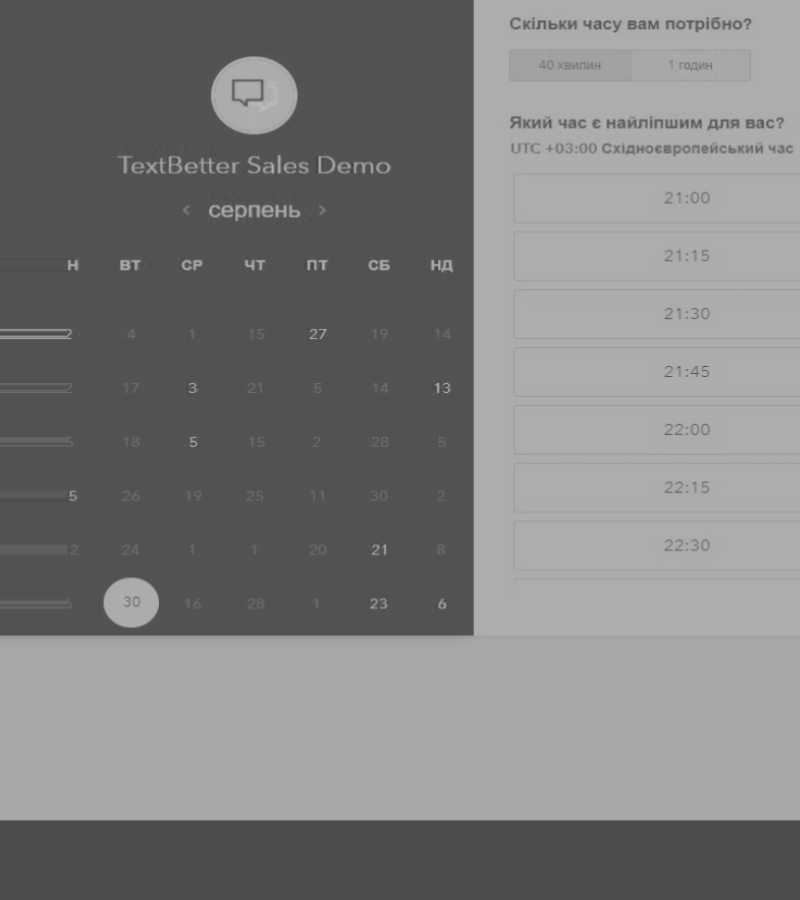 TextBetter Sales Demo
‹ серпень ›
Н ВТ СР ЧТ ПТ СБ НД
2 4 1 15 27 19 14
2 17 3 21 5 14 13
5 18 5 15 2 28 5
5 26 19 25 11 30 2
2 24 1 1 20 21 8
30 16 28 1 23 6
Скільки часу вам потрібно?
40 хвилин 1 годин
Який час є найліпшим для вас?
UTC +03:00 Східноєвропейський час
21:00
21:15
21:30
21:45
22:00
22:15
22:30